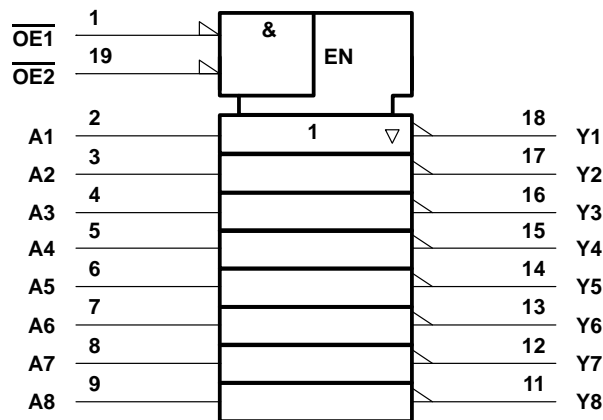 OE1 1 &
OE2 19 EN
A1 2 1 ▽ 18 Y1
A2 3 17 Y2
A3 4 16 Y3
A4 5 15 Y4
A5 6 14 Y5
A6 7 13 Y6
A7 8 12 Y7
A8 9 11 Y8